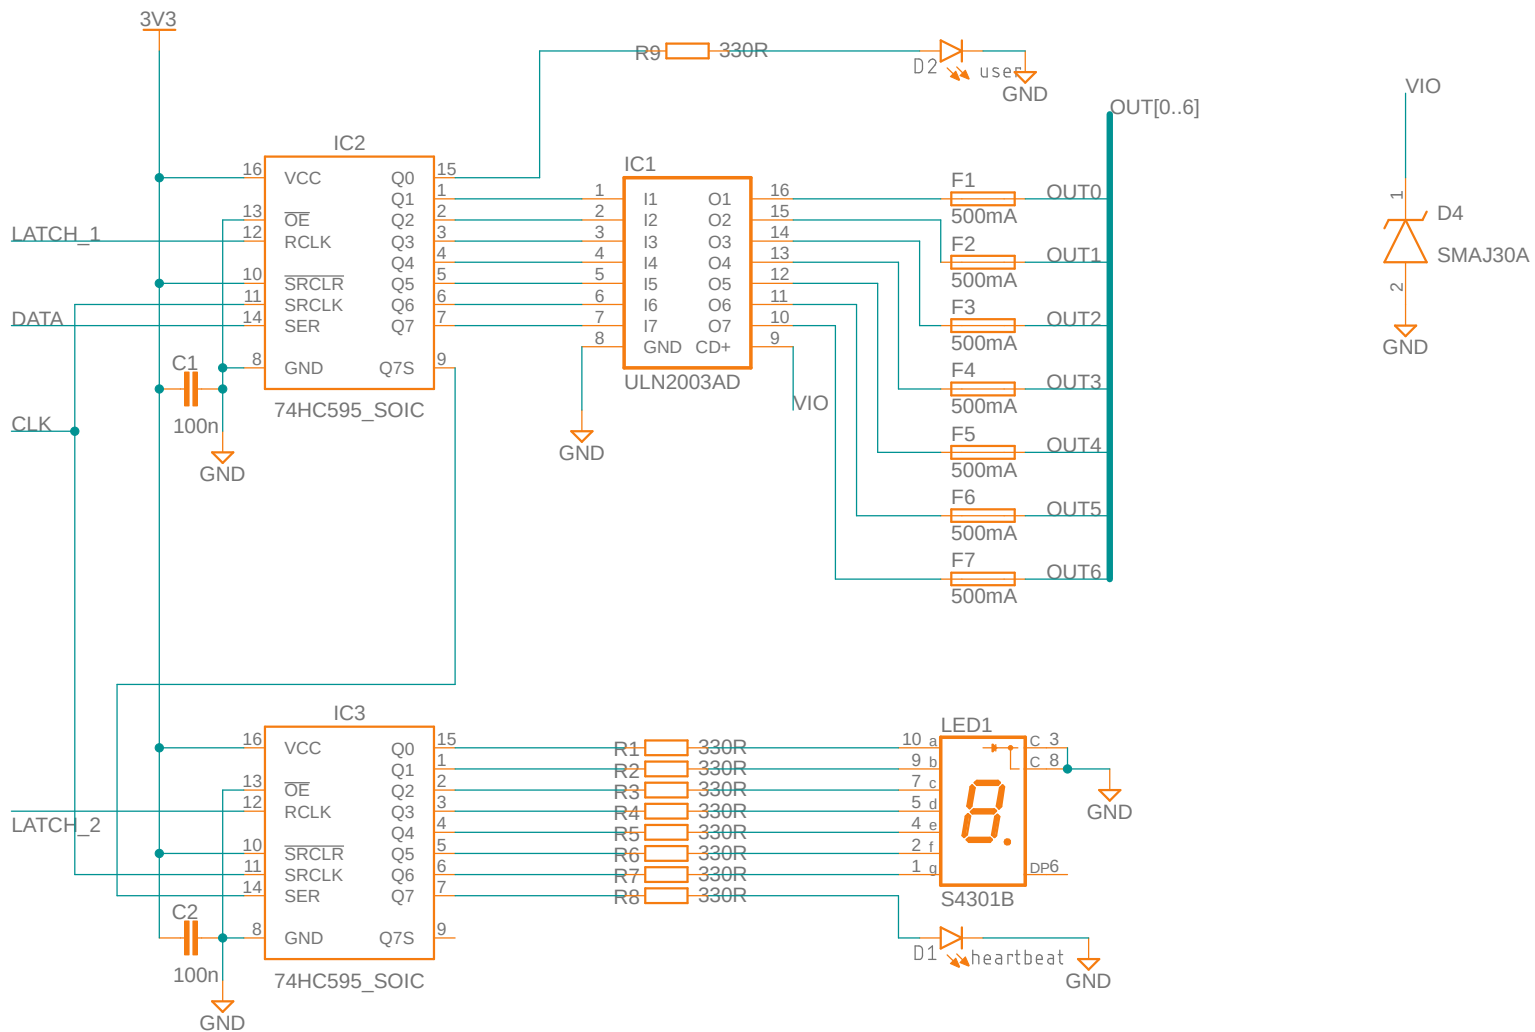 3V3
R9 330R
D2 user
GND
OUT[0..6]
VIO
IC2
16 VCC Q0 15
Q1 1
13 OE Q2 2
LATCH_1 12 RCLK Q3 3
Q4 4
10 SRCLR Q5 5
11 SRCLK Q6 6
DATA 14 SER Q7 7
8 GND Q7S 9
74HC595_SOIC
C1
100n
CLK
GND
IC1
1 I1 O1 16
2 I2 O2 15
3 I3 O3 14
4 I4 O4 13
5 I5 O5 12
6 I6 O6 11
7 I7 O7 10
8 GND CD+ 9
ULN2003AD
VIO
GND
F1
500mA
OUT0
F2
500mA
OUT1
F3
500mA
OUT2
F4
500mA
OUT3
F5
500mA
OUT4
F6
500mA
OUT5
F7
500mA
OUT6
1
D4
SMAJ30A
2
GND
IC3
16 VCC Q0 15
Q1 1
13 OE Q2 2
12 RCLK Q3 3
LATCH_2
Q4 4
10 SRCLR Q5 5
11 SRCLK Q6 6
14 SER Q7 7
8 GND Q7S 9
74HC595_SOIC
C2
100n
GND
R1 330R
R2 330R
R3 330R
R4 330R
R5 330R
R6 330R
R7 330R
R8 330R
LED1
10 a C 3
9 b C 8
7 c
5 d
4 e
2 f
1 g DP 6
S4301B
GND
D1 heartbeat
GND